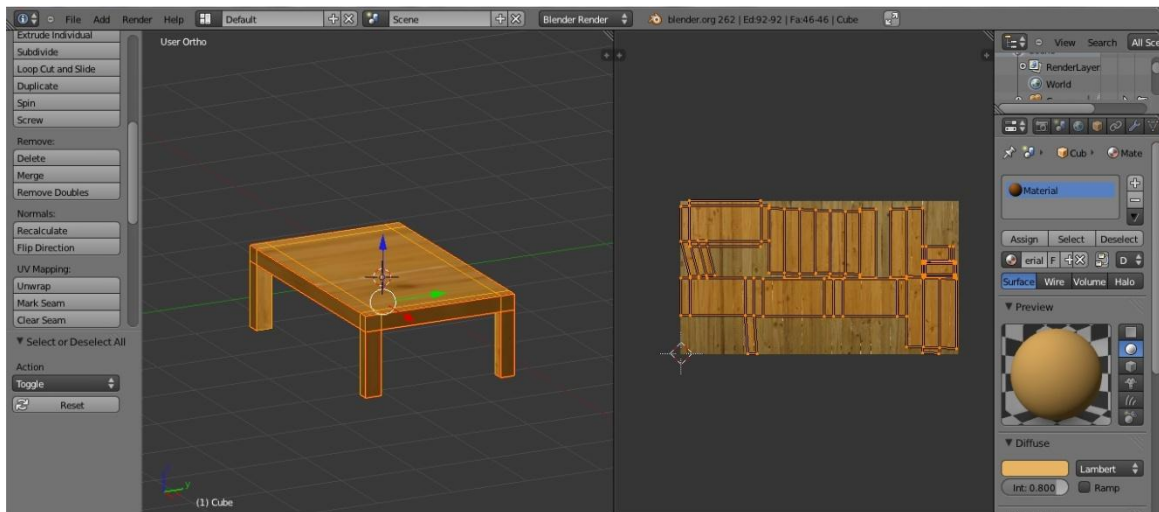 File Add Render Help Default Scene Blender Render blender.org 262 | Ed:92-92 | Fa:46-46 | Cube
Extrude Individual
Subdivide
Loop Cut and Slide
Duplicate
Spin
Screw
Remove:
Delete
Merge
Remove Doubles
Normals:
Recalculate
Flip Direction
UV Mapping:
Unwrap
Mark Seam
Clear Seam
Select or Deselect All
Action
Toggle
Reset
User Ortho
y
(1) Cube
View Search All Sce
RenderLayer
World
Cub Mate
Material
Assign Select Deselect
erial F D
Surface Wire Volume Halo
Preview
Diffuse
Lambert
Int: 0.800 Ramp